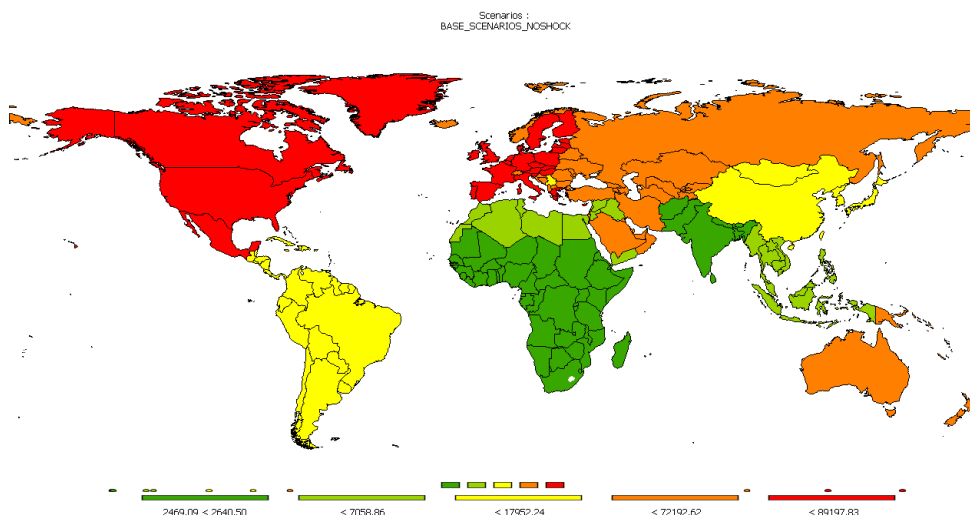 Scenarios :
BASE_SCENARIOS_NOSHOCK
2469.09 < 2640.50
< 7058.86
< 17952.24
< 72192.62
< 89197.83